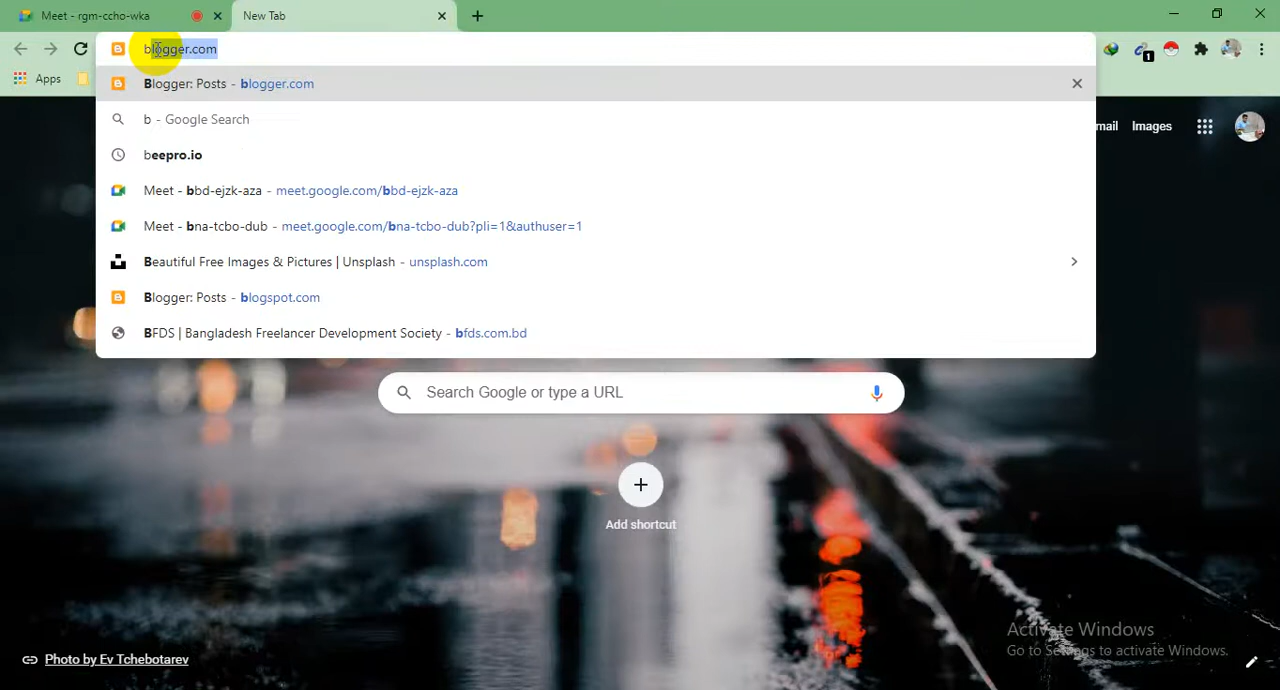 Meet - rgm-ccho-wka
New Tab
blogger.com
Apps
Blogger: Posts - blogger.com
b - Google Search
beepro.io
Meet - bbd-ejzk-aza - meet.google.com/bbd-ejzk-aza
Meet - bna-tcbo-dub - meet.google.com/bna-tcbo-dub?pli=1&authuser=1
Beautiful Free Images & Pictures | Unsplash - unsplash.com
Blogger: Posts - blogspot.com
BFDS | Bangladesh Freelancer Development Society - bfds.com.bd
1
mail Images
Search Google or type a URL
Add shortcut
Activate Windows
Go to Settings to activate Windows.
Photo by Ev Tchebotarev